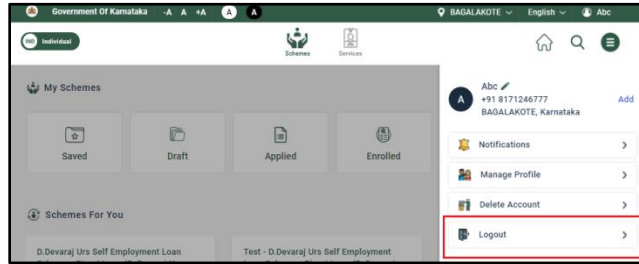 Government Of Karnataka -A A +A A A BAGALAKOTE English Abc
IND Individual
Schemes Services
My Schemes
Saved Draft Applied Enrolled
Schemes For You
D.Devaraj Urs Self Employment Loan
Test - D.Devaraj Urs Self Employment
A
Abc
+91 8171246777 Add
BAGALAKOTE, Karnataka
Notifications
Manage Profile
Delete Account
Logout